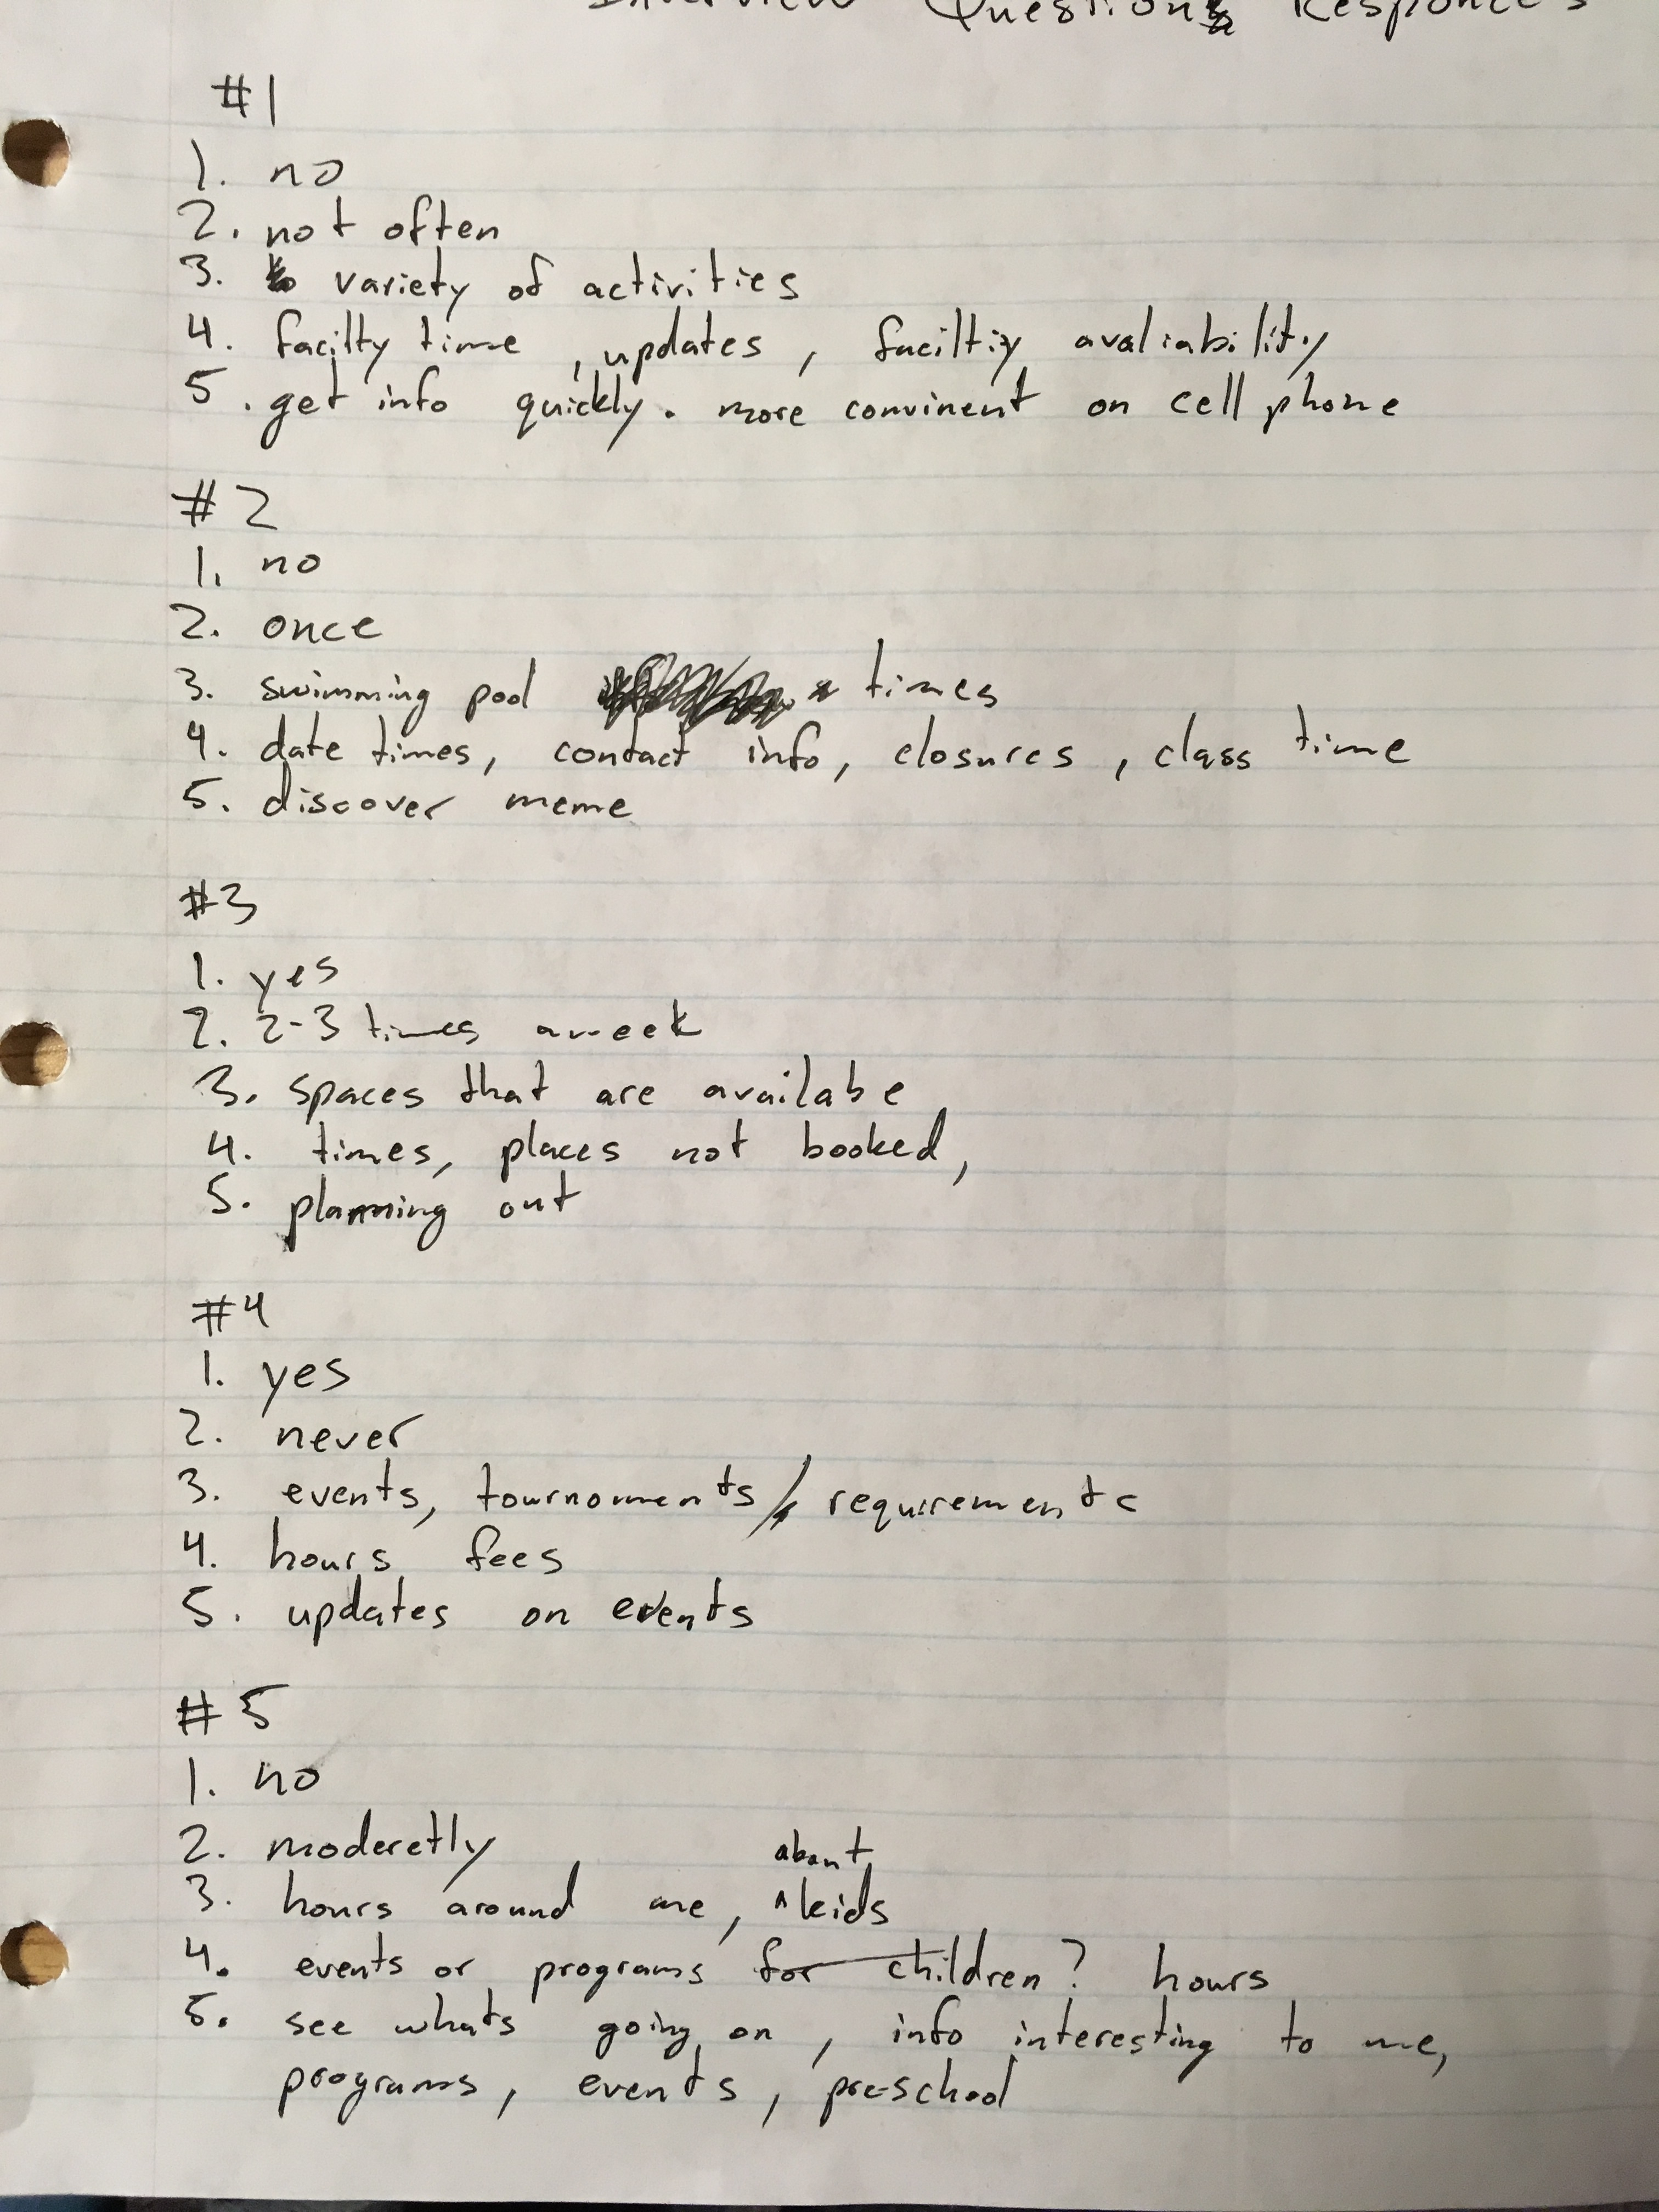 Interview Questions Responce's
#1
1. no
2. not often
3. variety of activities
4. facilty time , updates , faciltiy avaliability
5. get info quickly. more convinent on cell phone
#2
1. no
2. once
3. swimming pool times
4. date times, contact info, closures , class time
5. discover meme
#3
1. yes
2. 2-3 times a week
3. spaces that are availabe
4. times, places not booked,
5. planning out
#4
1. yes
2. never
3. events, tournoments / requirements
4. hours, fees
5. updates on events
#5
1. no
2. moderetly
3. hours around me, about kids
4. events or programs for children? hours
5. see whats going on , info interesting to me,
programs, events, pre-school